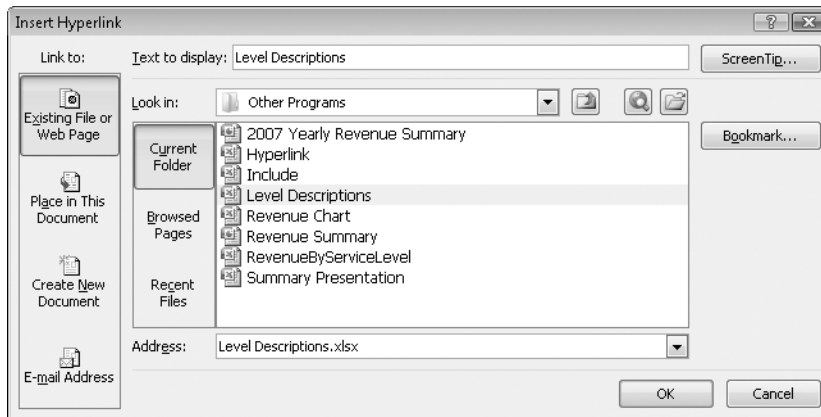 Insert Hyperlink
Link to:
Text to display: Level Descriptions
ScreenTip...
Existing File or
Web Page
Look in: Other Programs
Bookmark...
Current
Folder
2007 Yearly Revenue Summary
Hyperlink
Include
Level Descriptions
Revenue Chart
Revenue Summary
RevenueByServiceLevel
Summary Presentation
Place in This
Document
Browsed
Pages
Create New
Document
Recent
Files
E-mail Address
Address: Level Descriptions.xlsx
OK
Cancel